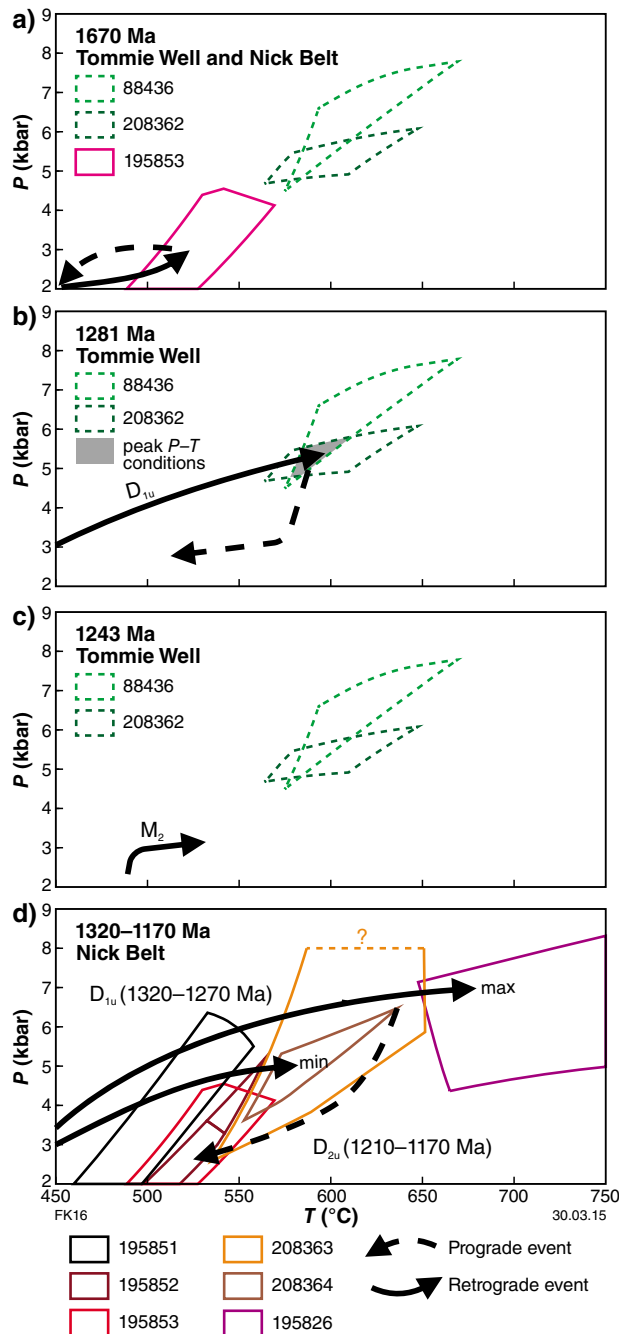 a)
1670 Ma
Tommie Well and Nick Belt
88436
208362
195853
P (kbar)
9
8
7
6
5
4
3
2
b)
1281 Ma
Tommie Well
88436
208362
peak P–T
conditions
D1u
P (kbar)
9
8
7
6
5
4
3
2
c)
1243 Ma
Tommie Well
88436
208362
M2
P (kbar)
9
8
7
6
5
4
3
2
d)
1320–1170 Ma
Nick Belt
?
D1u (1320–1270 Ma)
max
min
D2u (1210–1170 Ma)
P (kbar)
9
8
7
6
5
4
3
2
450 500 550 600 650 700 750
FK16 T (°C) 30.03.15
195851 208363 Prograde event
195852 208364 Retrograde event
195853 195826